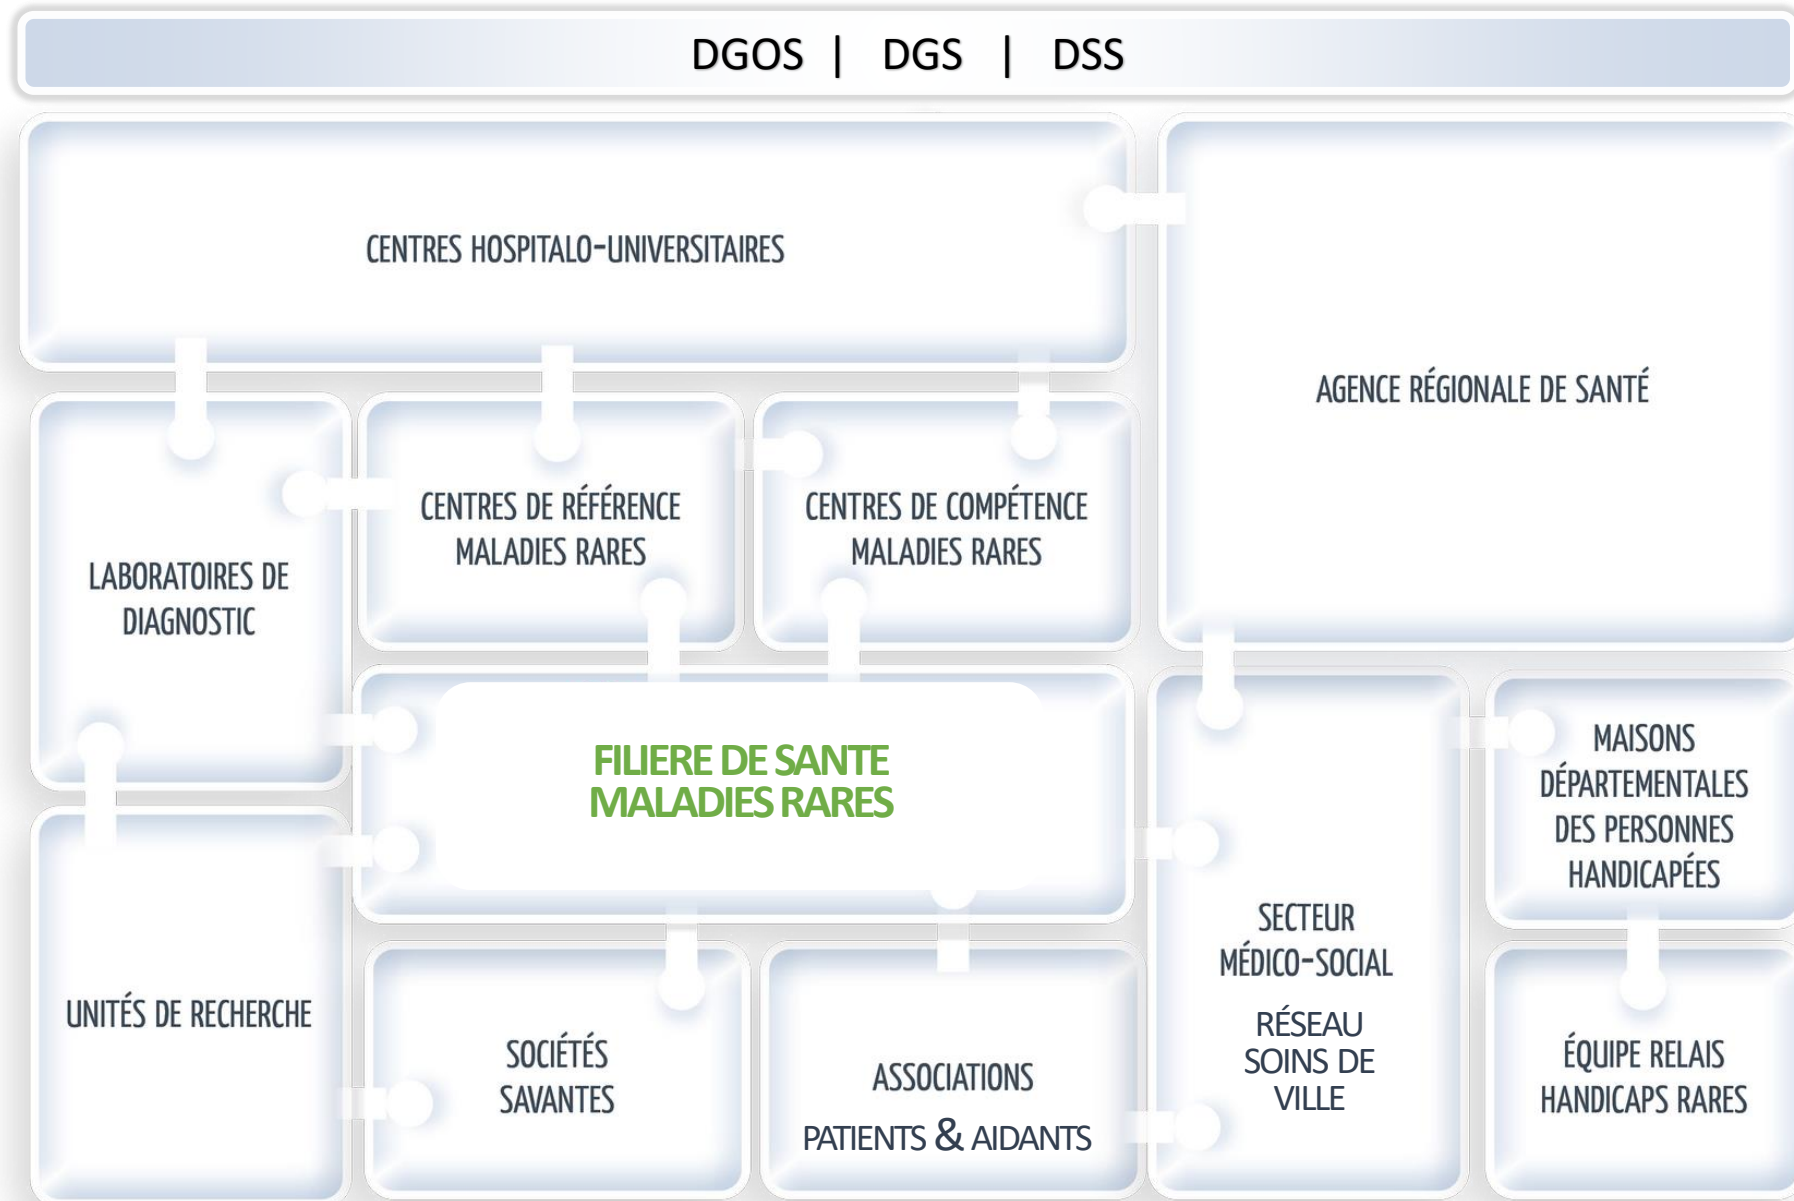 DGOS | DGS | DSS
CENTRES HOSPITALO-UNIVERSITAIRES
AGENCE RÉGIONALE DE SANTÉ
LABORATOIRES DE
DIAGNOSTIC
CENTRES DE RÉFÉRENCE
MALADIES RARES
CENTRES DE COMPÉTENCE
MALADIES RARES
FILIERE DE SANTE
MALADIES RARES
MAISONS
DÉPARTEMENTALES
DES PERSONNES
HANDICAPÉES
UNITÉS DE RECHERCHE
SOCIÉTÉS
SAVANTES
ASSOCIATIONS
PATIENTS & AIDANTS
SECTEUR
MÉDICO-SOCIAL
RÉSEAU
SOINS DE
VILLE
ÉQUIPE RELAIS
HANDICAPS RARES